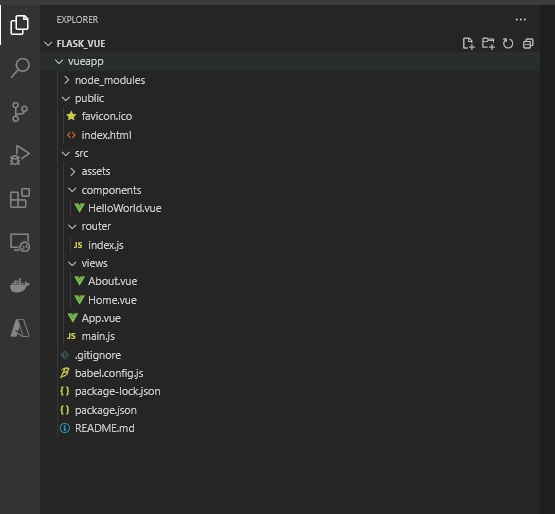 EXPLORER
FLASK_VUE
vueapp
node_modules
public
favicon.ico
index.html
src
assets
components
HelloWorld.vue
router
JS index.js
views
About.vue
Home.vue
App.vue
JS main.js
.gitignore
babel.config.js
{} package-lock.json
{} package.json
README.md